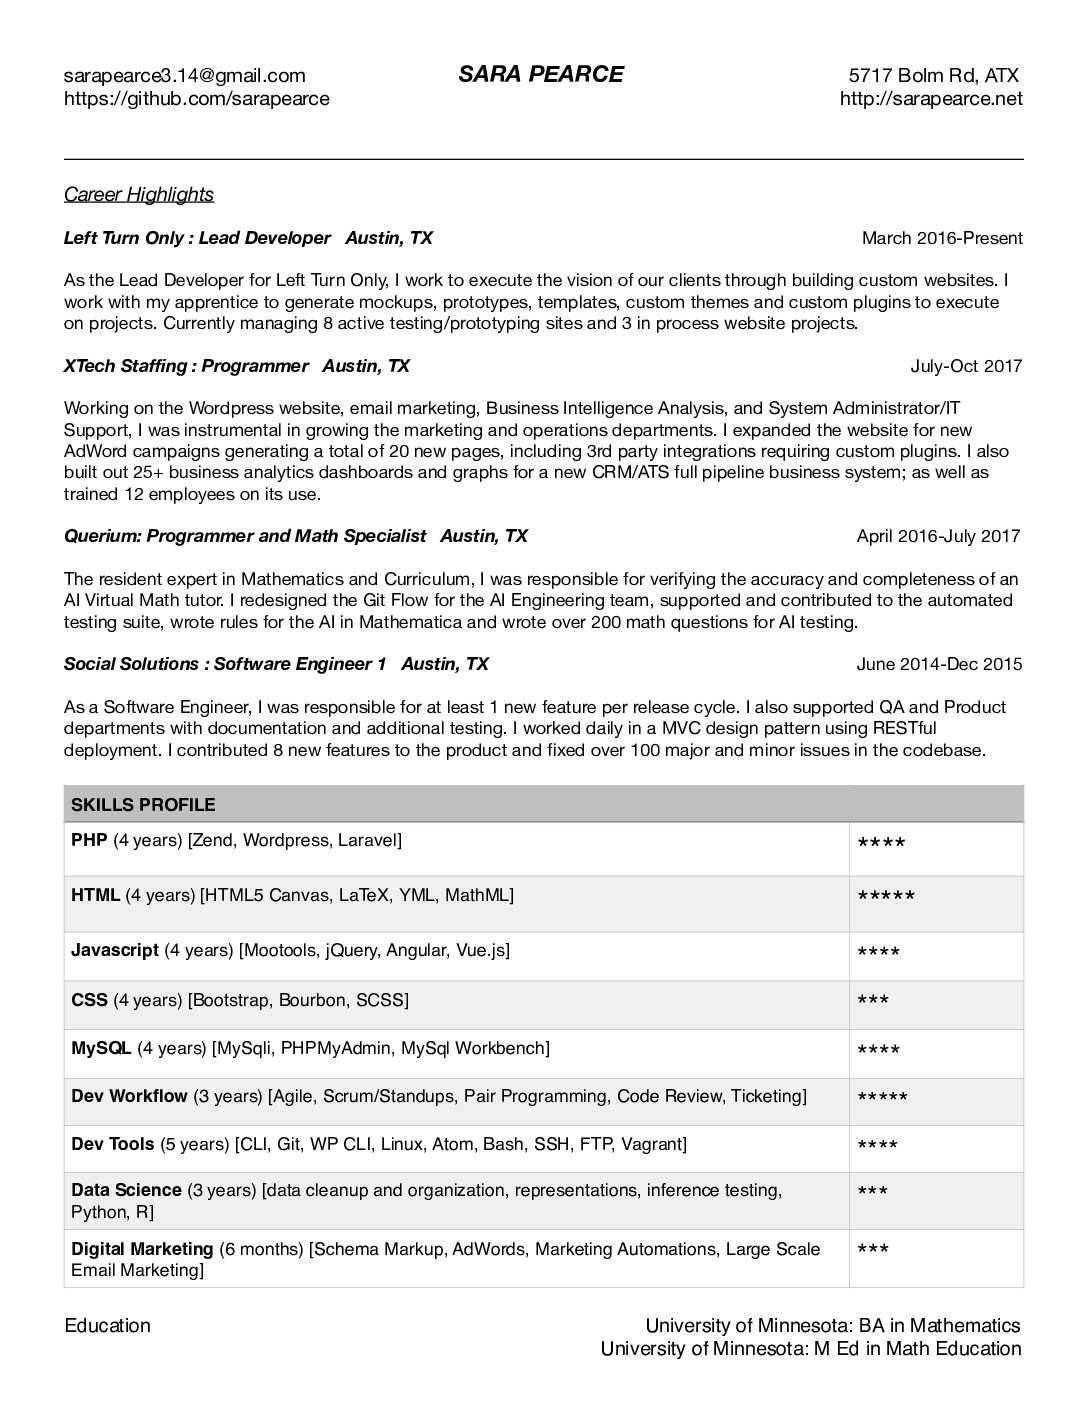 sarapearce3.14@gmail.com SARA PEARCE 5717 Bolm Rd, ATX
https://github.com/sarapearce http://sarapearce.net
Career Highlights
Left Turn Only : Lead Developer Austin, TX March 2016-Present
As the Lead Developer for Left Turn Only, I work to execute the vision of our clients through building custom websites. I
work with my apprentice to generate mockups, prototypes, templates, custom themes and custom plugins to execute
on projects. Currently managing 8 active testing/prototyping sites and 3 in process website projects.
XTech Staffing : Programmer Austin, TX July-Oct 2017
Working on the Wordpress website, email marketing, Business Intelligence Analysis, and System Administrator/IT
Support, I was instrumental in growing the marketing and operations departments. I expanded the website for new
AdWord campaigns generating a total of 20 new pages, including 3rd party integrations requiring custom plugins. I also
built out 25+ business analytics dashboards and graphs for a new CRM/ATS full pipeline business system; as well as
trained 12 employees on its use.
Querium: Programmer and Math Specialist Austin, TX April 2016-July 2017
The resident expert in Mathematics and Curriculum, I was responsible for verifying the accuracy and completeness of an
AI Virtual Math tutor. I redesigned the Git Flow for the AI Engineering team, supported and contributed to the automated
testing suite, wrote rules for the AI in Mathematica and wrote over 200 math questions for AI testing.
Social Solutions : Software Engineer 1 Austin, TX June 2014-Dec 2015
As a Software Engineer, I was responsible for at least 1 new feature per release cycle. I also supported QA and Product
departments with documentation and additional testing. I worked daily in a MVC design pattern using RESTful
deployment. I contributed 8 new features to the product and fixed over 100 major and minor issues in the codebase.
SKILLS PROFILE
PHP (4 years) [Zend, Wordpress, Laravel] ****
HTML (4 years) [HTML5 Canvas, LaTeX, YML, MathML] *****
Javascript (4 years) [Mootools, jQuery, Angular, Vue.js] ****
CSS (4 years) [Bootstrap, Bourbon, SCSS] ***
MySQL (4 years) [MySqli, PHPMyAdmin, MySql Workbench] ****
Dev Workflow (3 years) [Agile, Scrum/Standups, Pair Programming, Code Review, Ticketing] *****
Dev Tools (5 years) [CLI, Git, WP CLI, Linux, Atom, Bash, SSH, FTP, Vagrant] ****
Data Science (3 years) [data cleanup and organization, representations, inference testing, ***
Python, R]
Digital Marketing (6 months) [Schema Markup, AdWords, Marketing Automations, Large Scale ***
Email Marketing]
Education University of Minnesota: BA in Mathematics
University of Minnesota: M Ed in Math Education